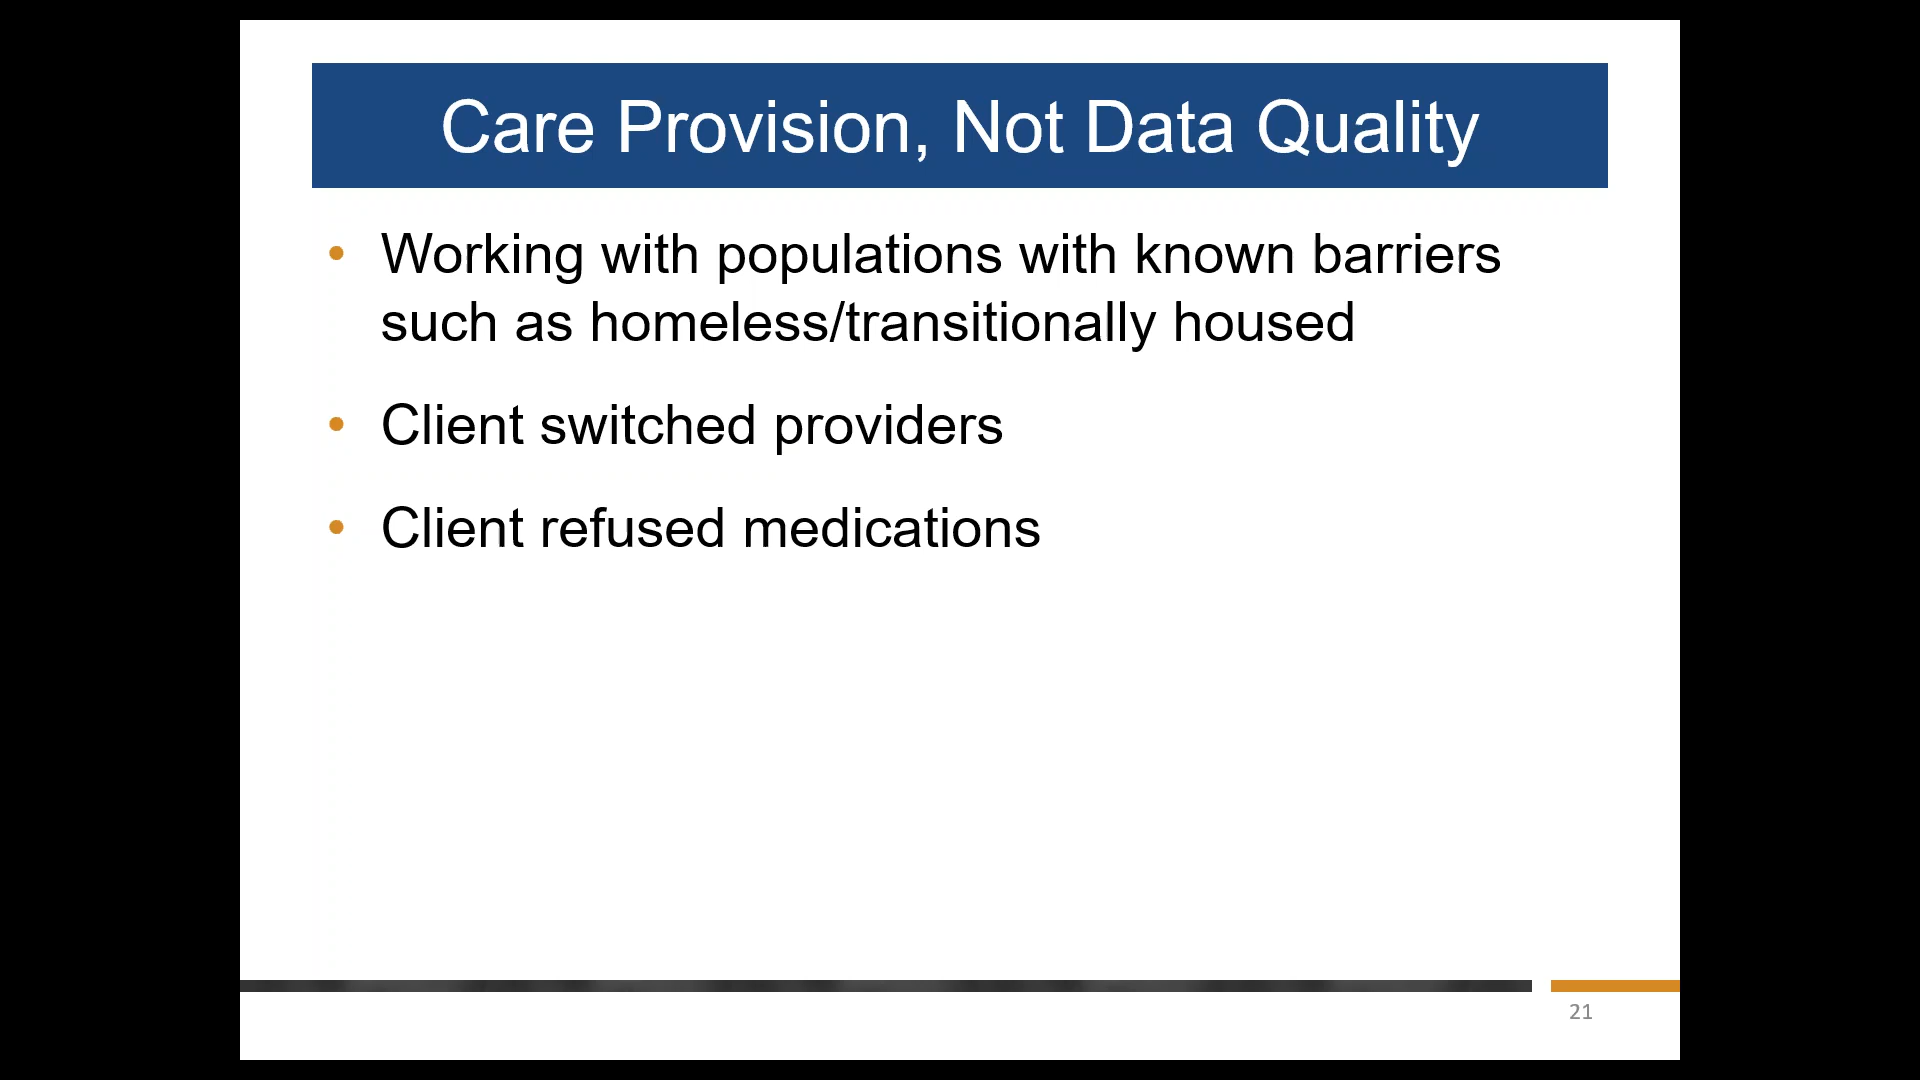 Care Provision, Not Data Quality
• Working with populations with known barriers
such as homeless/transitionally housed
• Client switched providers
• Client refused medications
21